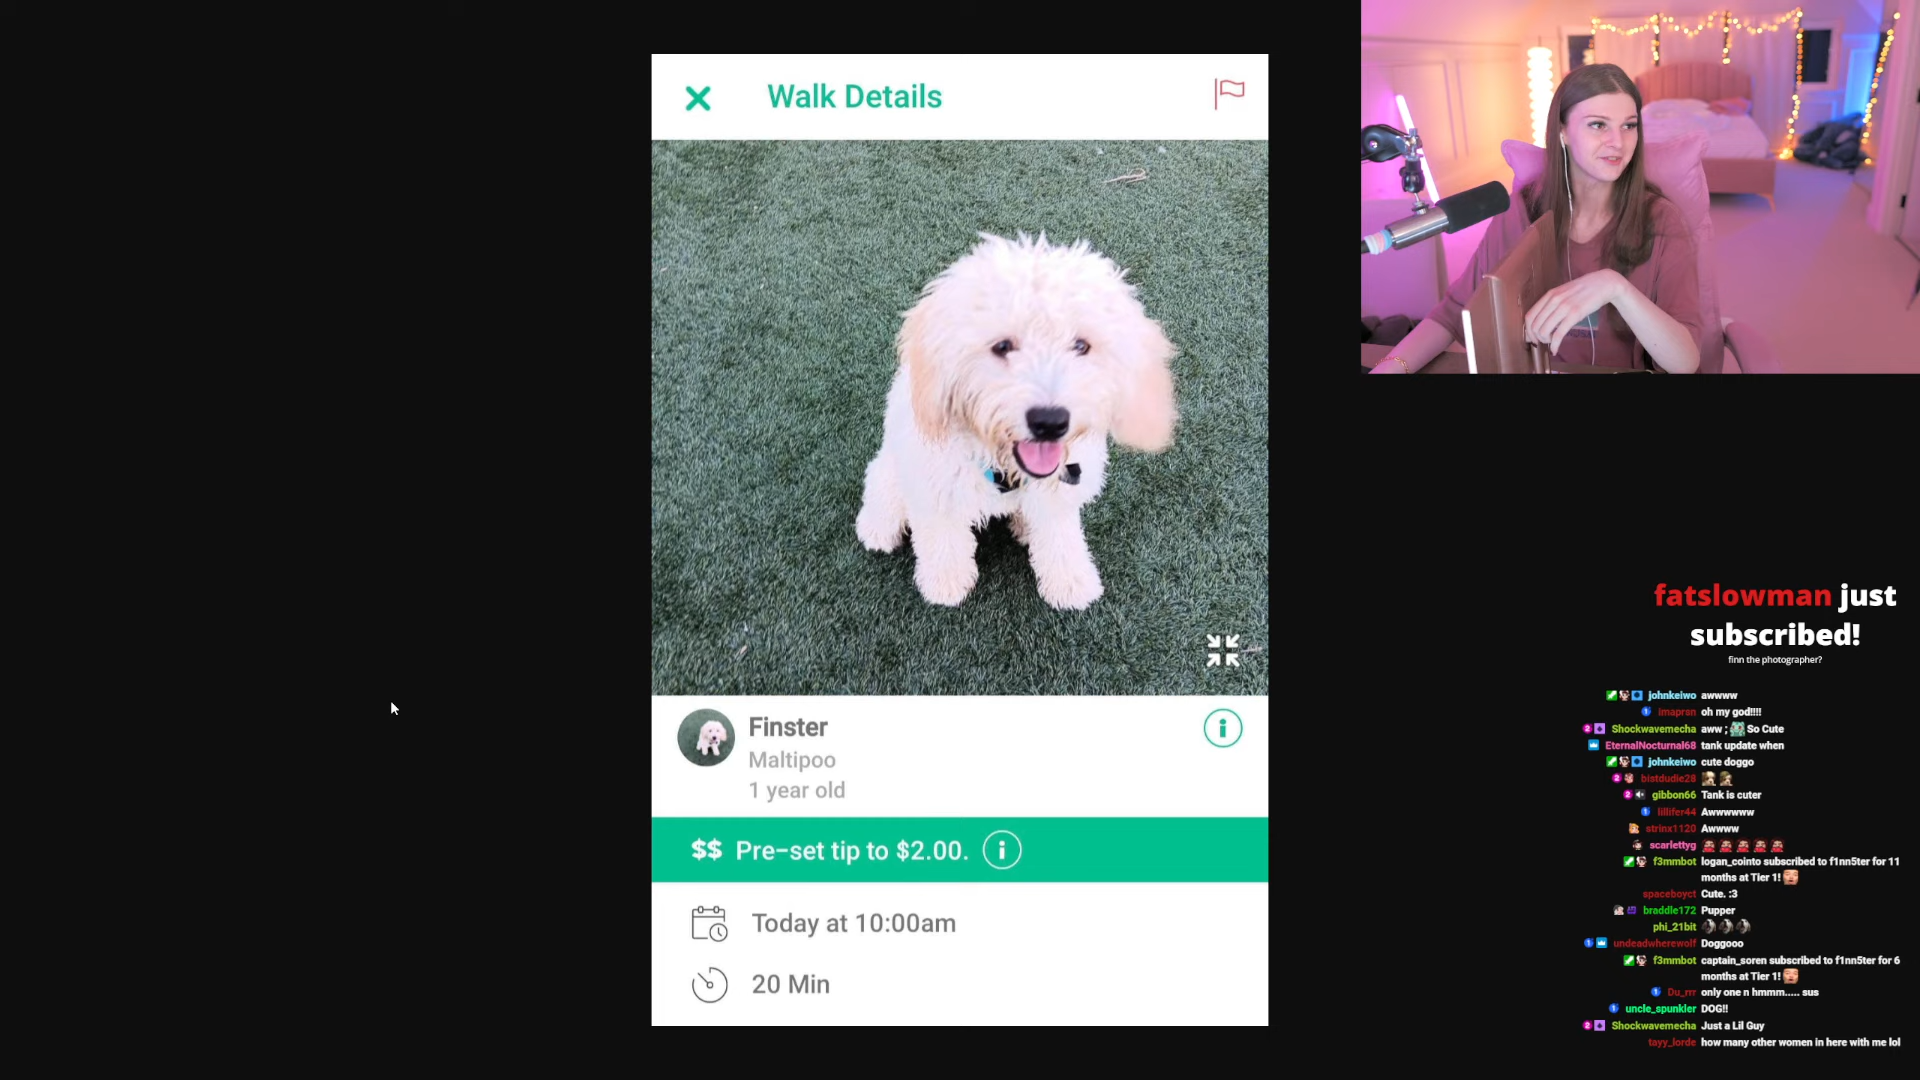 Walk Details
Finster
Maltipoo
1 year old
$$ Pre-set tip to $2.00.
Today at 10:00am
20 Min
fatslowman just
subscribed!
finn the photographer?
johnkeiwo awwww
imaprsn oh my god!!!!
Shockwavemecha aww ; So Cute
EternalNocturnal68 tank update when
johnkeiwo cute doggo
bistdudie28
gibbon66 Tank is cuter
lillifer44 Awwwwww
strinx1120 Awwww
scarlettyg
f3mmbot logan_cointo subscribed to f1nn5ter for 11
months at Tier 1!
spaceboyct Cute. :3
braddle172 Pupper
phi_21bit
undeadwherewolf Doggooo
f3mmbot captain_soren subscribed to f1nn5ter for 6
months at Tier 1!
Du_rrr only one n hmmm..... sus
uncle_spunkler DOG!!
Shockwavemecha Just a Lil Guy
tayy_lorde how many other women in here with me lol